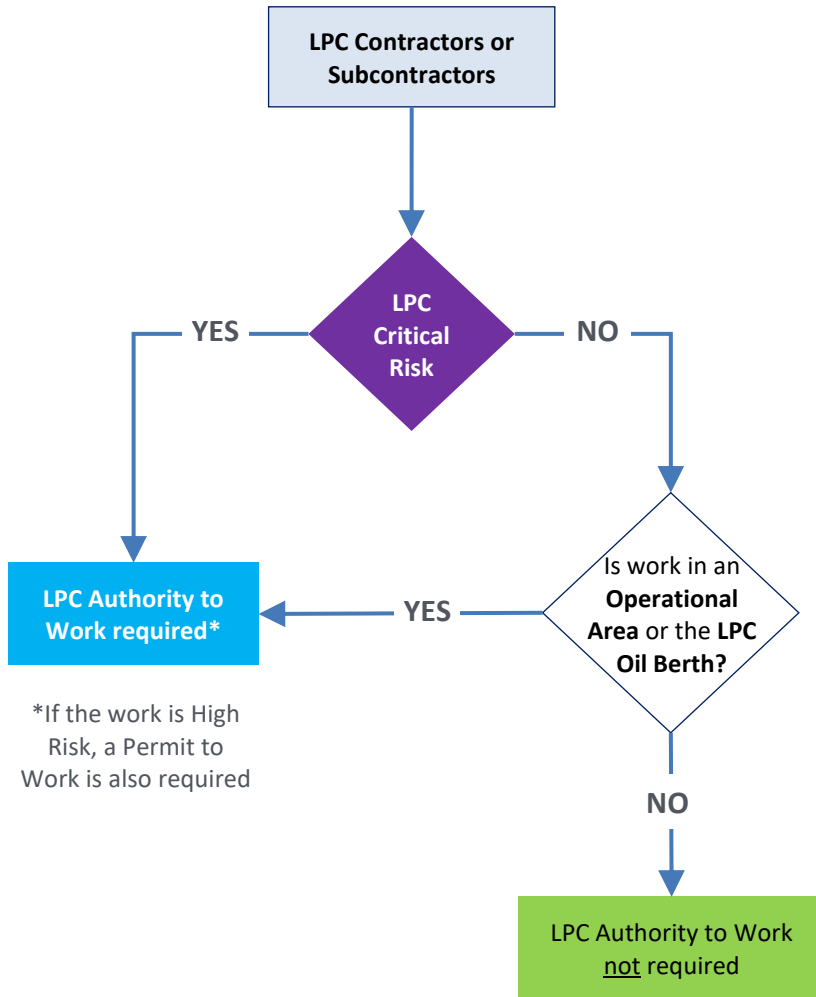 LPC Contractors or
Subcontractors
LPC
Critical
Risk
YES
NO
Is work in an
Operational
Area or the LPC
Oil Berth?
YES
LPC Authority to
Work required*
*If the work is High
Risk, a Permit to
Work is also required
NO
LPC Authority to Work
not required